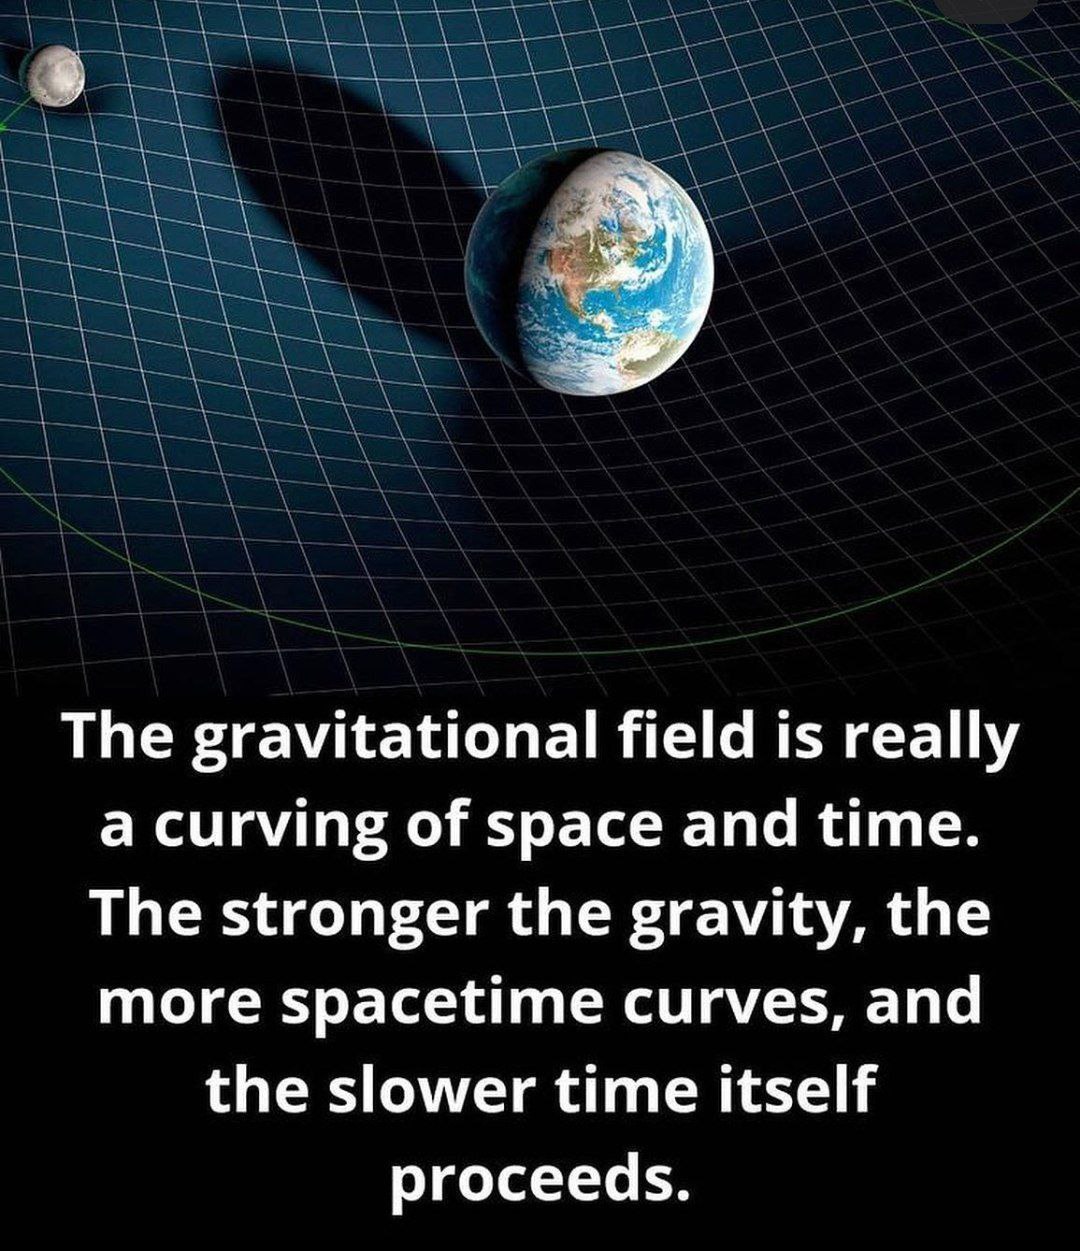 The gravitational field is really
a curving of space and time.
The stronger the gravity, the
more spacetime curves, and
the slower time itself
proceeds.